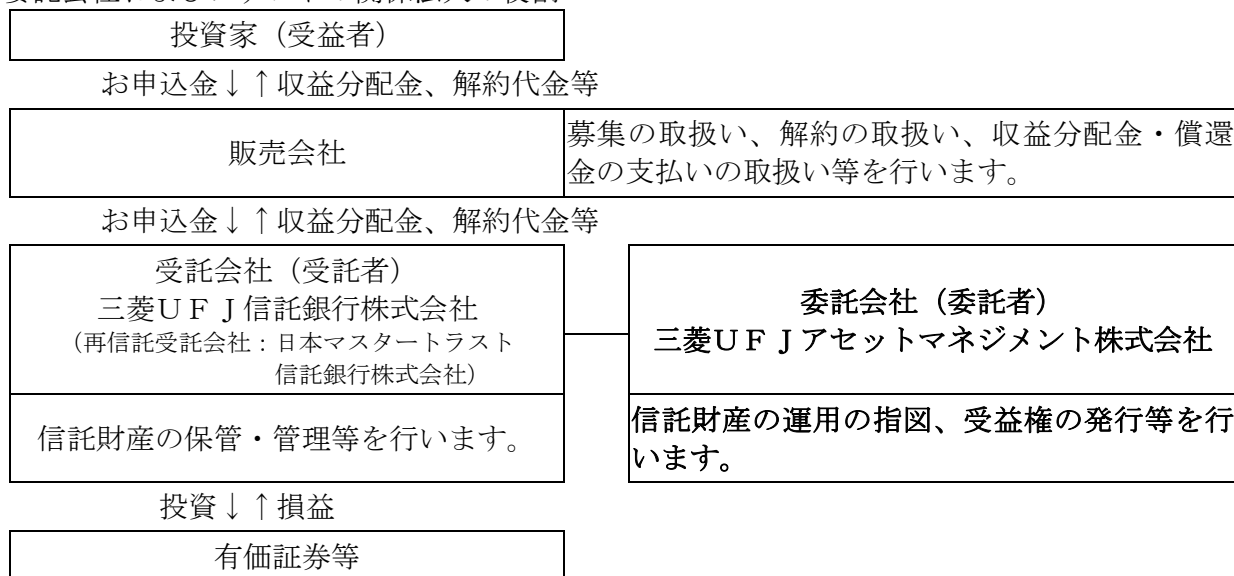 投資家（受益者）
お申込金↓↑収益分配金、解約代金等
販売会社
募集の取扱い、解約の取扱い、収益分配金・償還
金の支払いの取扱い等を行います。
お申込金↓↑収益分配金、解約代金等
受託会社（受託者）
三菱ＵＦＪ信託銀行株式会社
（再信託受託会社：日本マスタートラスト
信託銀行株式会社）
委託会社（委託者）
三菱ＵＦＪアセットマネジメント株式会社
信託財産の保管・管理等を行います。
信託財産の運用の指図、受益権の発行等を行
います。
投資↓↑損益
有価証券等